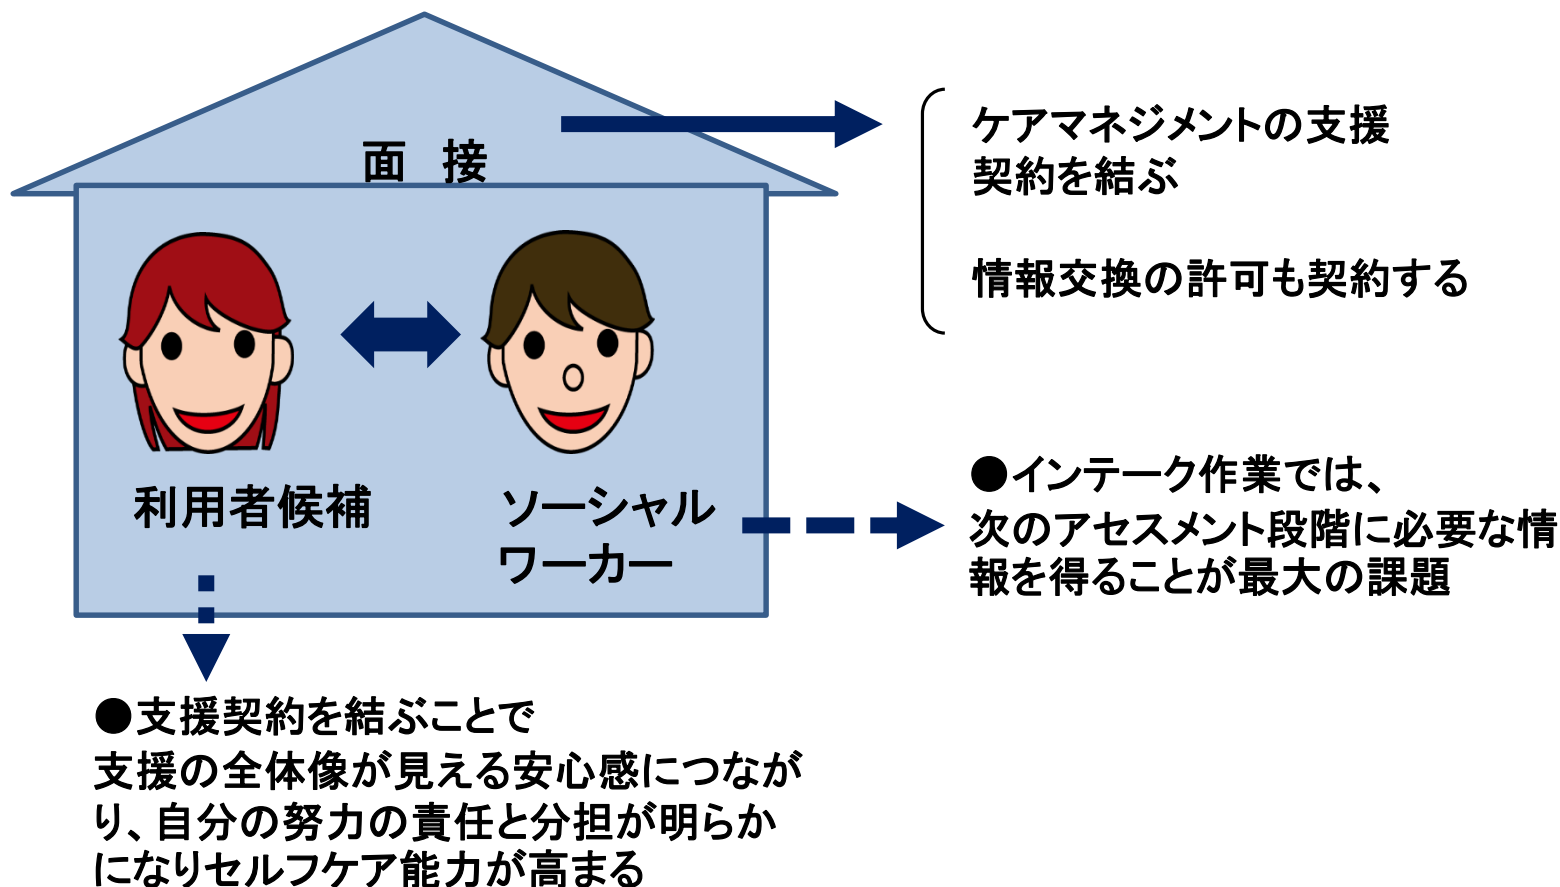 面　接
ケアマネジメントの支援
契約を結ぶ
情報交換の許可も契約する
利用者候補
ソーシャル
ワーカー
●インテーク作業では、
次のアセスメント段階に必要な情
報を得ることが最大の課題
●支援契約を結ぶことで
支援の全体像が見える安心感につなが
り、自分の努力の責任と分担が明らか
になりセルフケア能力が高まる